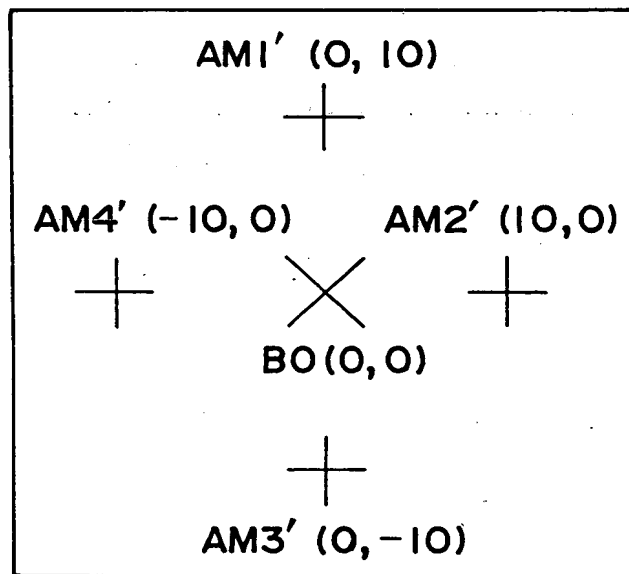 AM1′ (0, 10)
AM4′ (-10, 0) AM2′ (10,0)
BO(0,0)
AM3′ (0, -10)